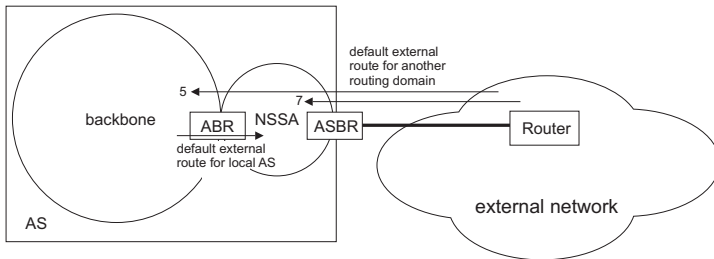 default external
route for another
routing domain
5
7
backbone
ABR
NSSA
ASBR
Router
default external
route for local AS
external network
AS